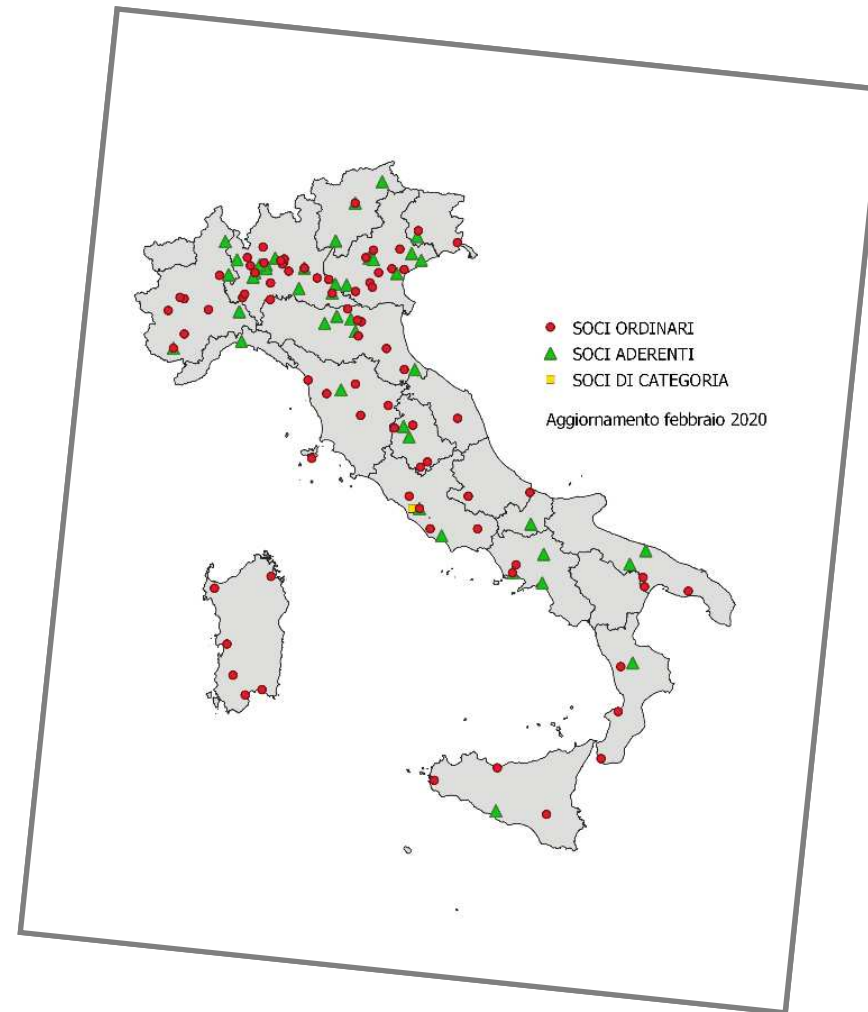 SOCI ORDINARI
SOCI ADERENTI
SOCI DI CATEGORIA
Aggiornamento febbraio 2020